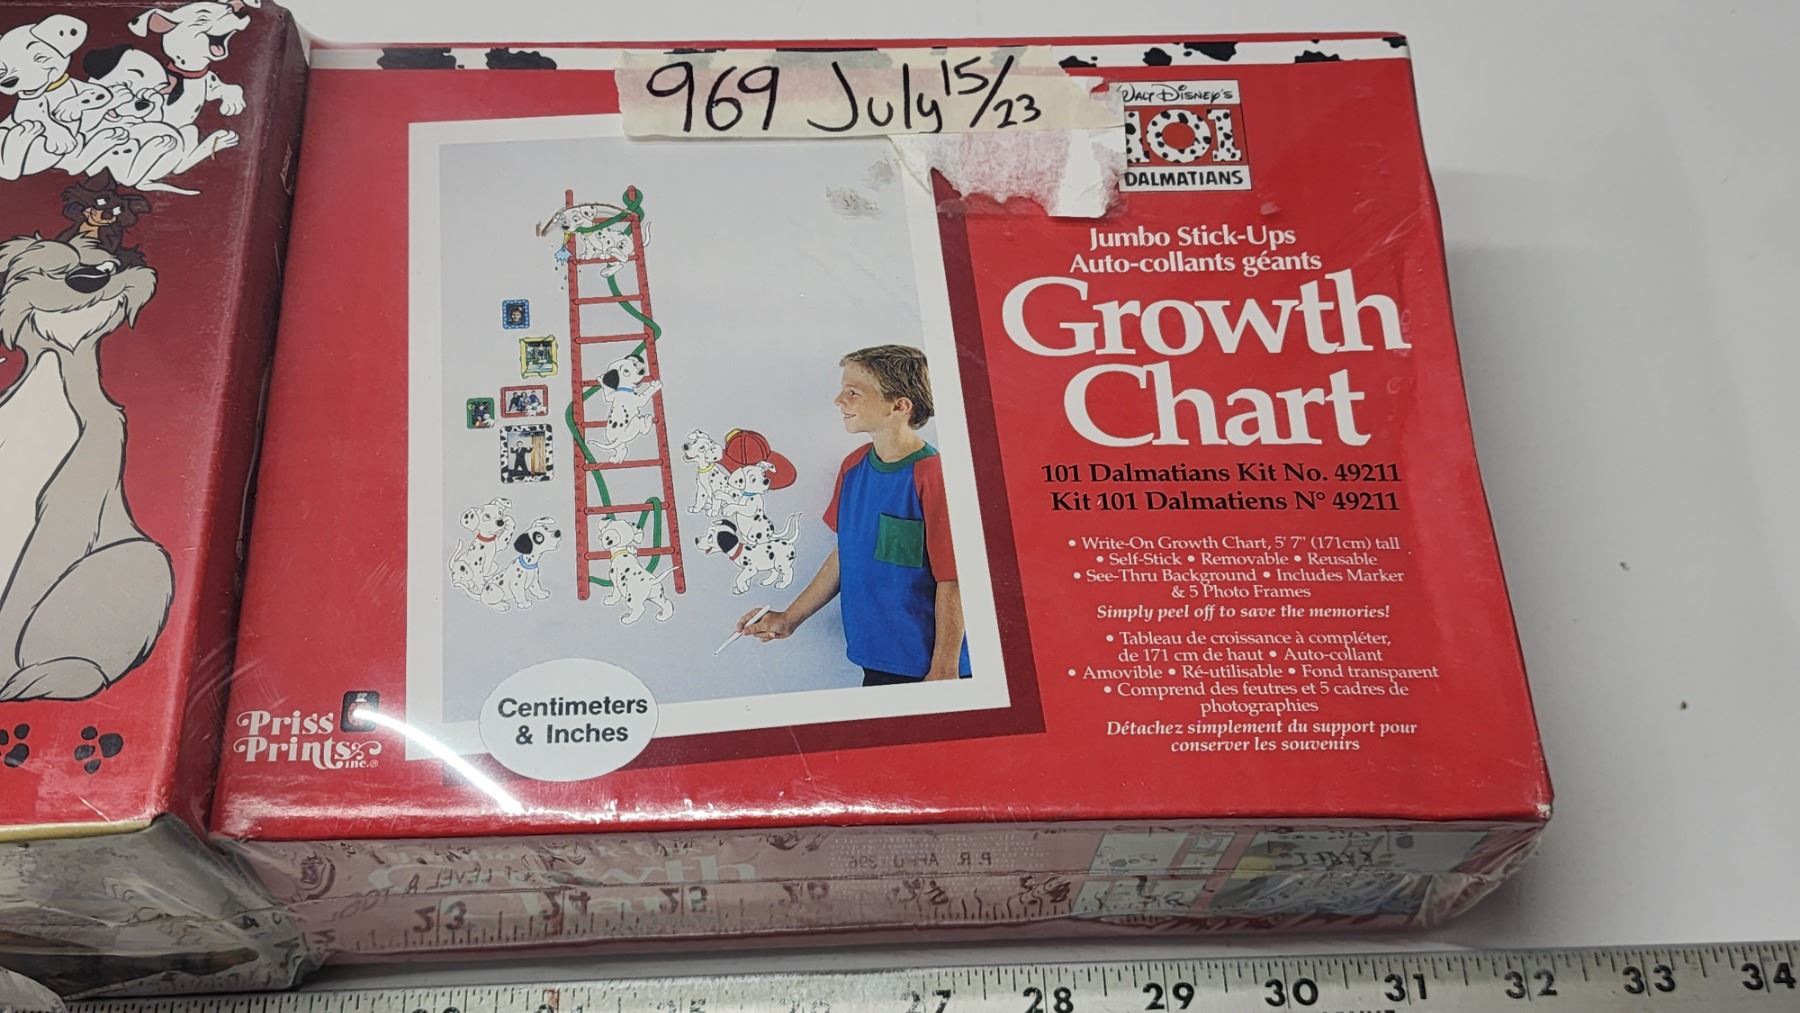 969 July 15/23
Walt Disney's
101
DALMATIANS
Jumbo Stick-Ups
Auto-collants géants
Growth
Chart
101 Dalmatians Kit No. 49211
Kit 101 Dalmatiens N° 49211
• Write-On Growth Chart, 5' 7" (171cm) tall
• Self-Stick • Removable • Reusable
• See-Thru Background • Includes Marker
& 5 Photo Frames
Simply peel off to save the memories!
• Tableau de croissance à compléter,
de 171 cm de haut • Auto-collant
• Amovible • Ré-utilisable • Fond transparent
• Comprend des feutres et 5 cadres de
photographies
Détachez simplement du support pour
conserver les souvenirs
Centimeters
& Inches
Priss
Prints inc.®
27 28 29 30 31 32 33 34